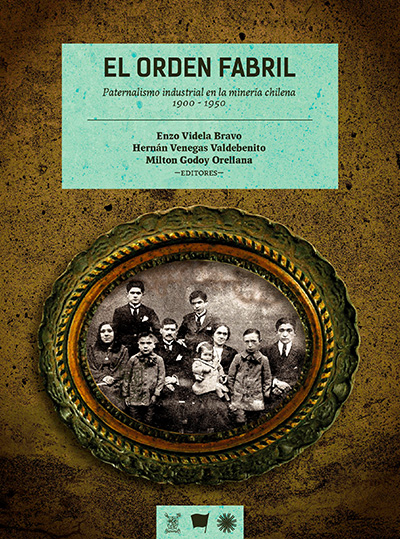 EL ORDEN FABRIL
Paternalismo industrial en la minería chilena
1900 - 1950
Enzo Videla Bravo
Hernán Venegas Valdebenito
Milton Godoy Orellana
—EDITORES—